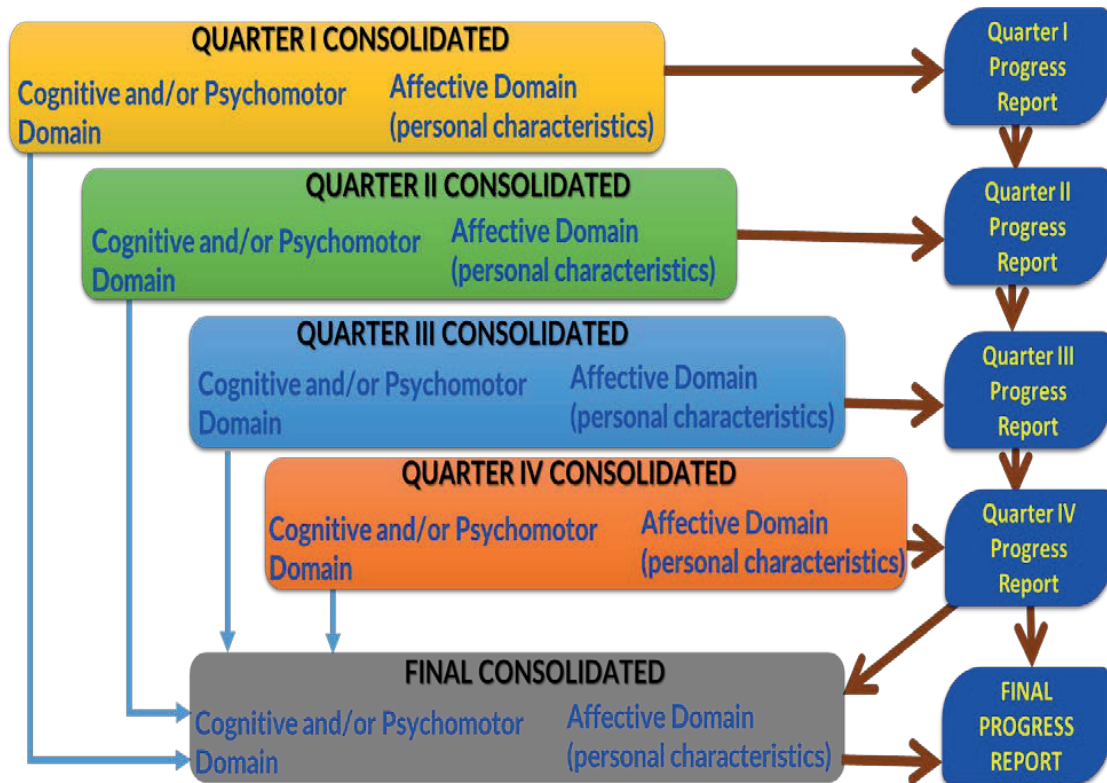 QUARTER I CONSOLIDATED
Cognitive and/or Psychomotor
Domain
Affective Domain
(personal characteristics)
Quarter I
Progress
Report
QUARTER II CONSOLIDATED
Cognitive and/or Psychomotor
Domain
Affective Domain
(personal characteristics)
Quarter II
Progress
Report
QUARTER III CONSOLIDATED
Cognitive and/or Psychomotor
Domain
Affective Domain
(personal characteristics)
Quarter III
Progress
Report
QUARTER IV CONSOLIDATED
Cognitive and/or Psychomotor
Domain
Affective Domain
(personal characteristics)
Quarter IV
Progress
Report
FINAL CONSOLIDATED
Cognitive and/or Psychomotor
Domain
Affective Domain
(personal characteristics)
FINAL
PROGRESS
REPORT